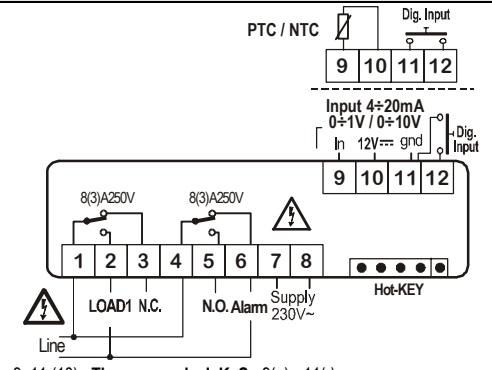 PTC / NTC
Dig. Input
9 10 11 12
Input 4÷20mA
0÷1V / 0÷10V
In 12V gnd
Dig.
Input
9 10 11 12
8(3)A250V 8(3)A250V
1 2 3 4 5 6 7 8
LOAD1 N.C. N.O. Alarm Supply
230V~
Hot-KEY
Line